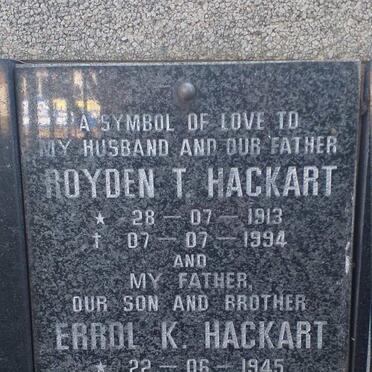 A SYMBOL OF LOVE TO
MY HUSBAND AND OUR FATHER
ROYDEN T. HACKART
* 28 – 07 – 1913
† 07 – 07 – 1994
AND
MY FATHER,
OUR SON AND BROTHER
ERROL K. HACKART
* 22 – 06 – 1945